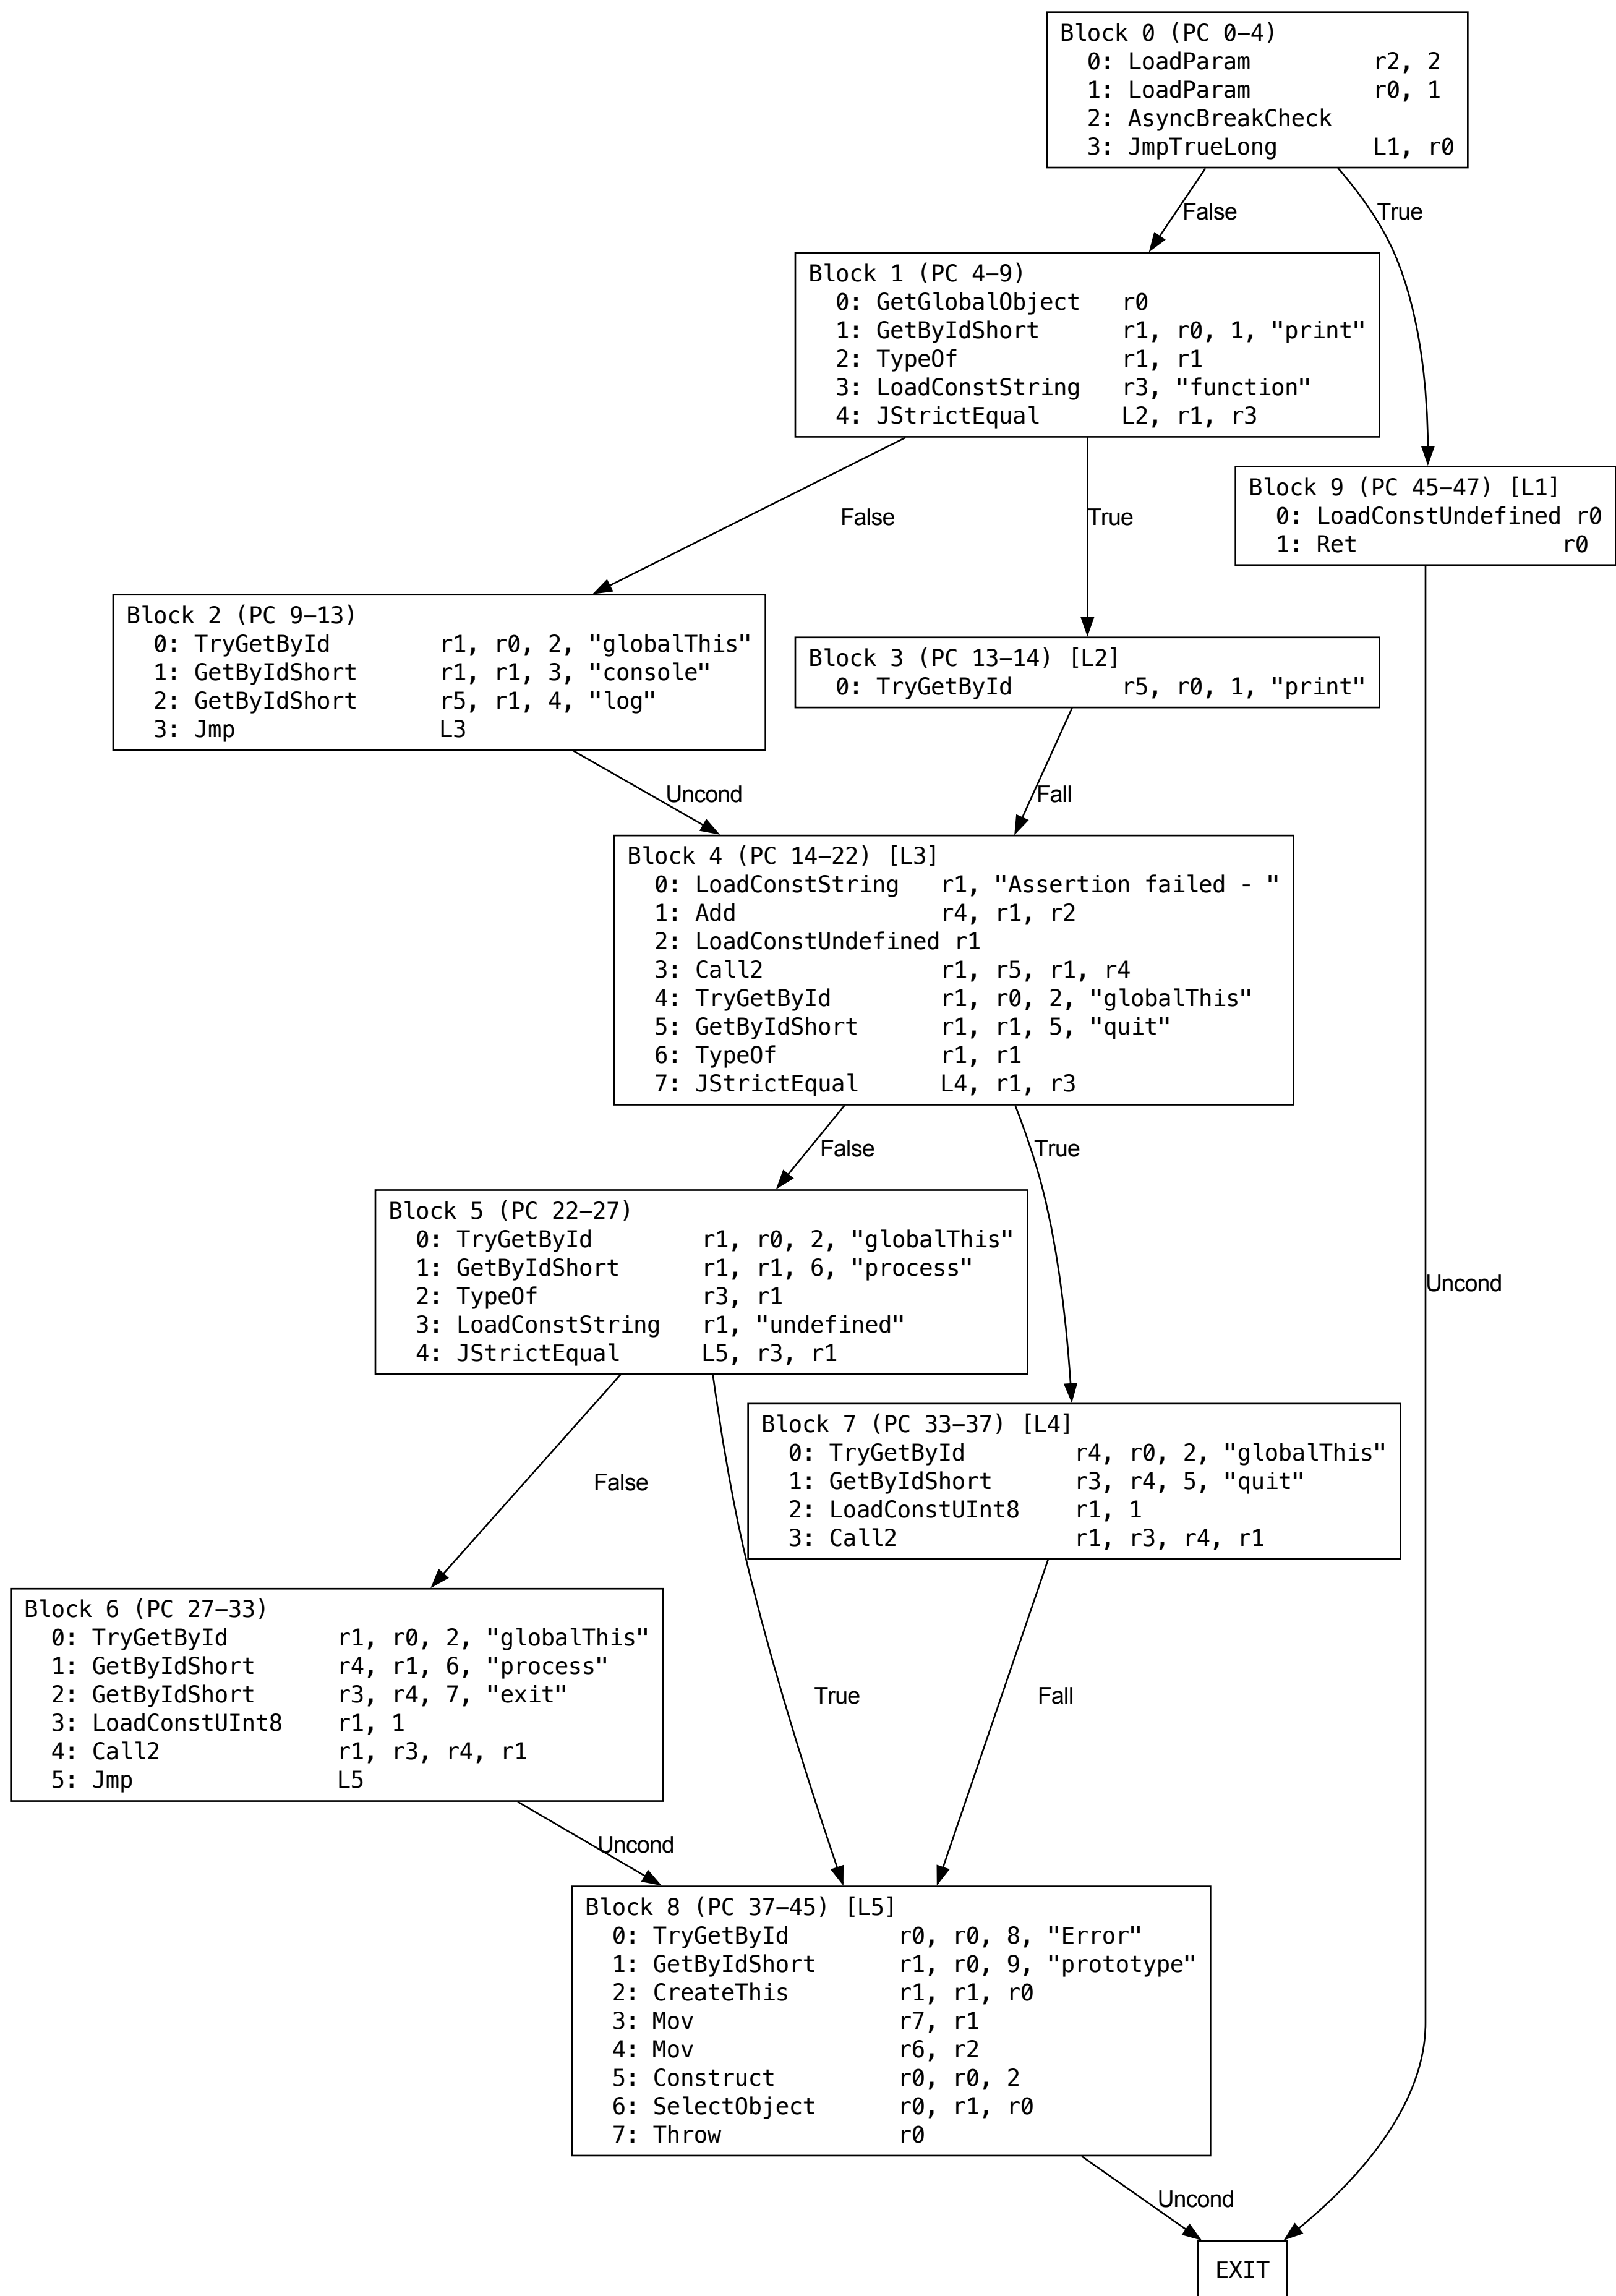 Block 0 (PC 0–4)
0: LoadParam r2, 2
1: LoadParam r0, 1
2: AsyncBreakCheck
3: JmpTrueLong L1, r0
False
True
Block 1 (PC 4–9)
0: GetGlobalObject r0
1: GetByIdShort r1, r0, 1, "print"
2: TypeOf r1, r1
3: LoadConstString r3, "function"
4: JStrictEqual L2, r1, r3
False
True
Block 9 (PC 45–47) [L1]
0: LoadConstUndefined r0
1: Ret r0
Block 2 (PC 9–13)
0: TryGetById r1, r0, 2, "globalThis"
1: GetByIdShort r1, r1, 3, "console"
2: GetByIdShort r5, r1, 4, "log"
3: Jmp L3
Block 3 (PC 13–14) [L2]
0: TryGetById r5, r0, 1, "print"
Uncond
Fall
Block 4 (PC 14–22) [L3]
0: LoadConstString r1, "Assertion failed - "
1: Add r4, r1, r2
2: LoadConstUndefined r1
3: Call2 r1, r5, r1, r4
4: TryGetById r1, r0, 2, "globalThis"
5: GetByIdShort r1, r1, 5, "quit"
6: TypeOf r1, r1
7: JStrictEqual L4, r1, r3
False
True
Block 5 (PC 22–27)
0: TryGetById r1, r0, 2, "globalThis"
1: GetByIdShort r1, r1, 6, "process"
2: TypeOf r3, r1
3: LoadConstString r1, "undefined"
4: JStrictEqual L5, r3, r1
Uncond
Block 7 (PC 33–37) [L4]
0: TryGetById r4, r0, 2, "globalThis"
1: GetByIdShort r3, r4, 5, "quit"
2: LoadConstUInt8 r1, 1
3: Call2 r1, r3, r4, r1
False
Block 6 (PC 27–33)
0: TryGetById r1, r0, 2, "globalThis"
1: GetByIdShort r4, r1, 6, "process"
2: GetByIdShort r3, r4, 7, "exit"
3: LoadConstUInt8 r1, 1
4: Call2 r1, r3, r4, r1
5: Jmp L5
True
Fall
Uncond
Block 8 (PC 37–45) [L5]
0: TryGetById r0, r0, 8, "Error"
1: GetByIdShort r1, r0, 9, "prototype"
2: CreateThis r1, r1, r0
3: Mov r7, r1
4: Mov r6, r2
5: Construct r0, r0, 2
6: SelectObject r0, r1, r0
7: Throw r0
Uncond
EXIT